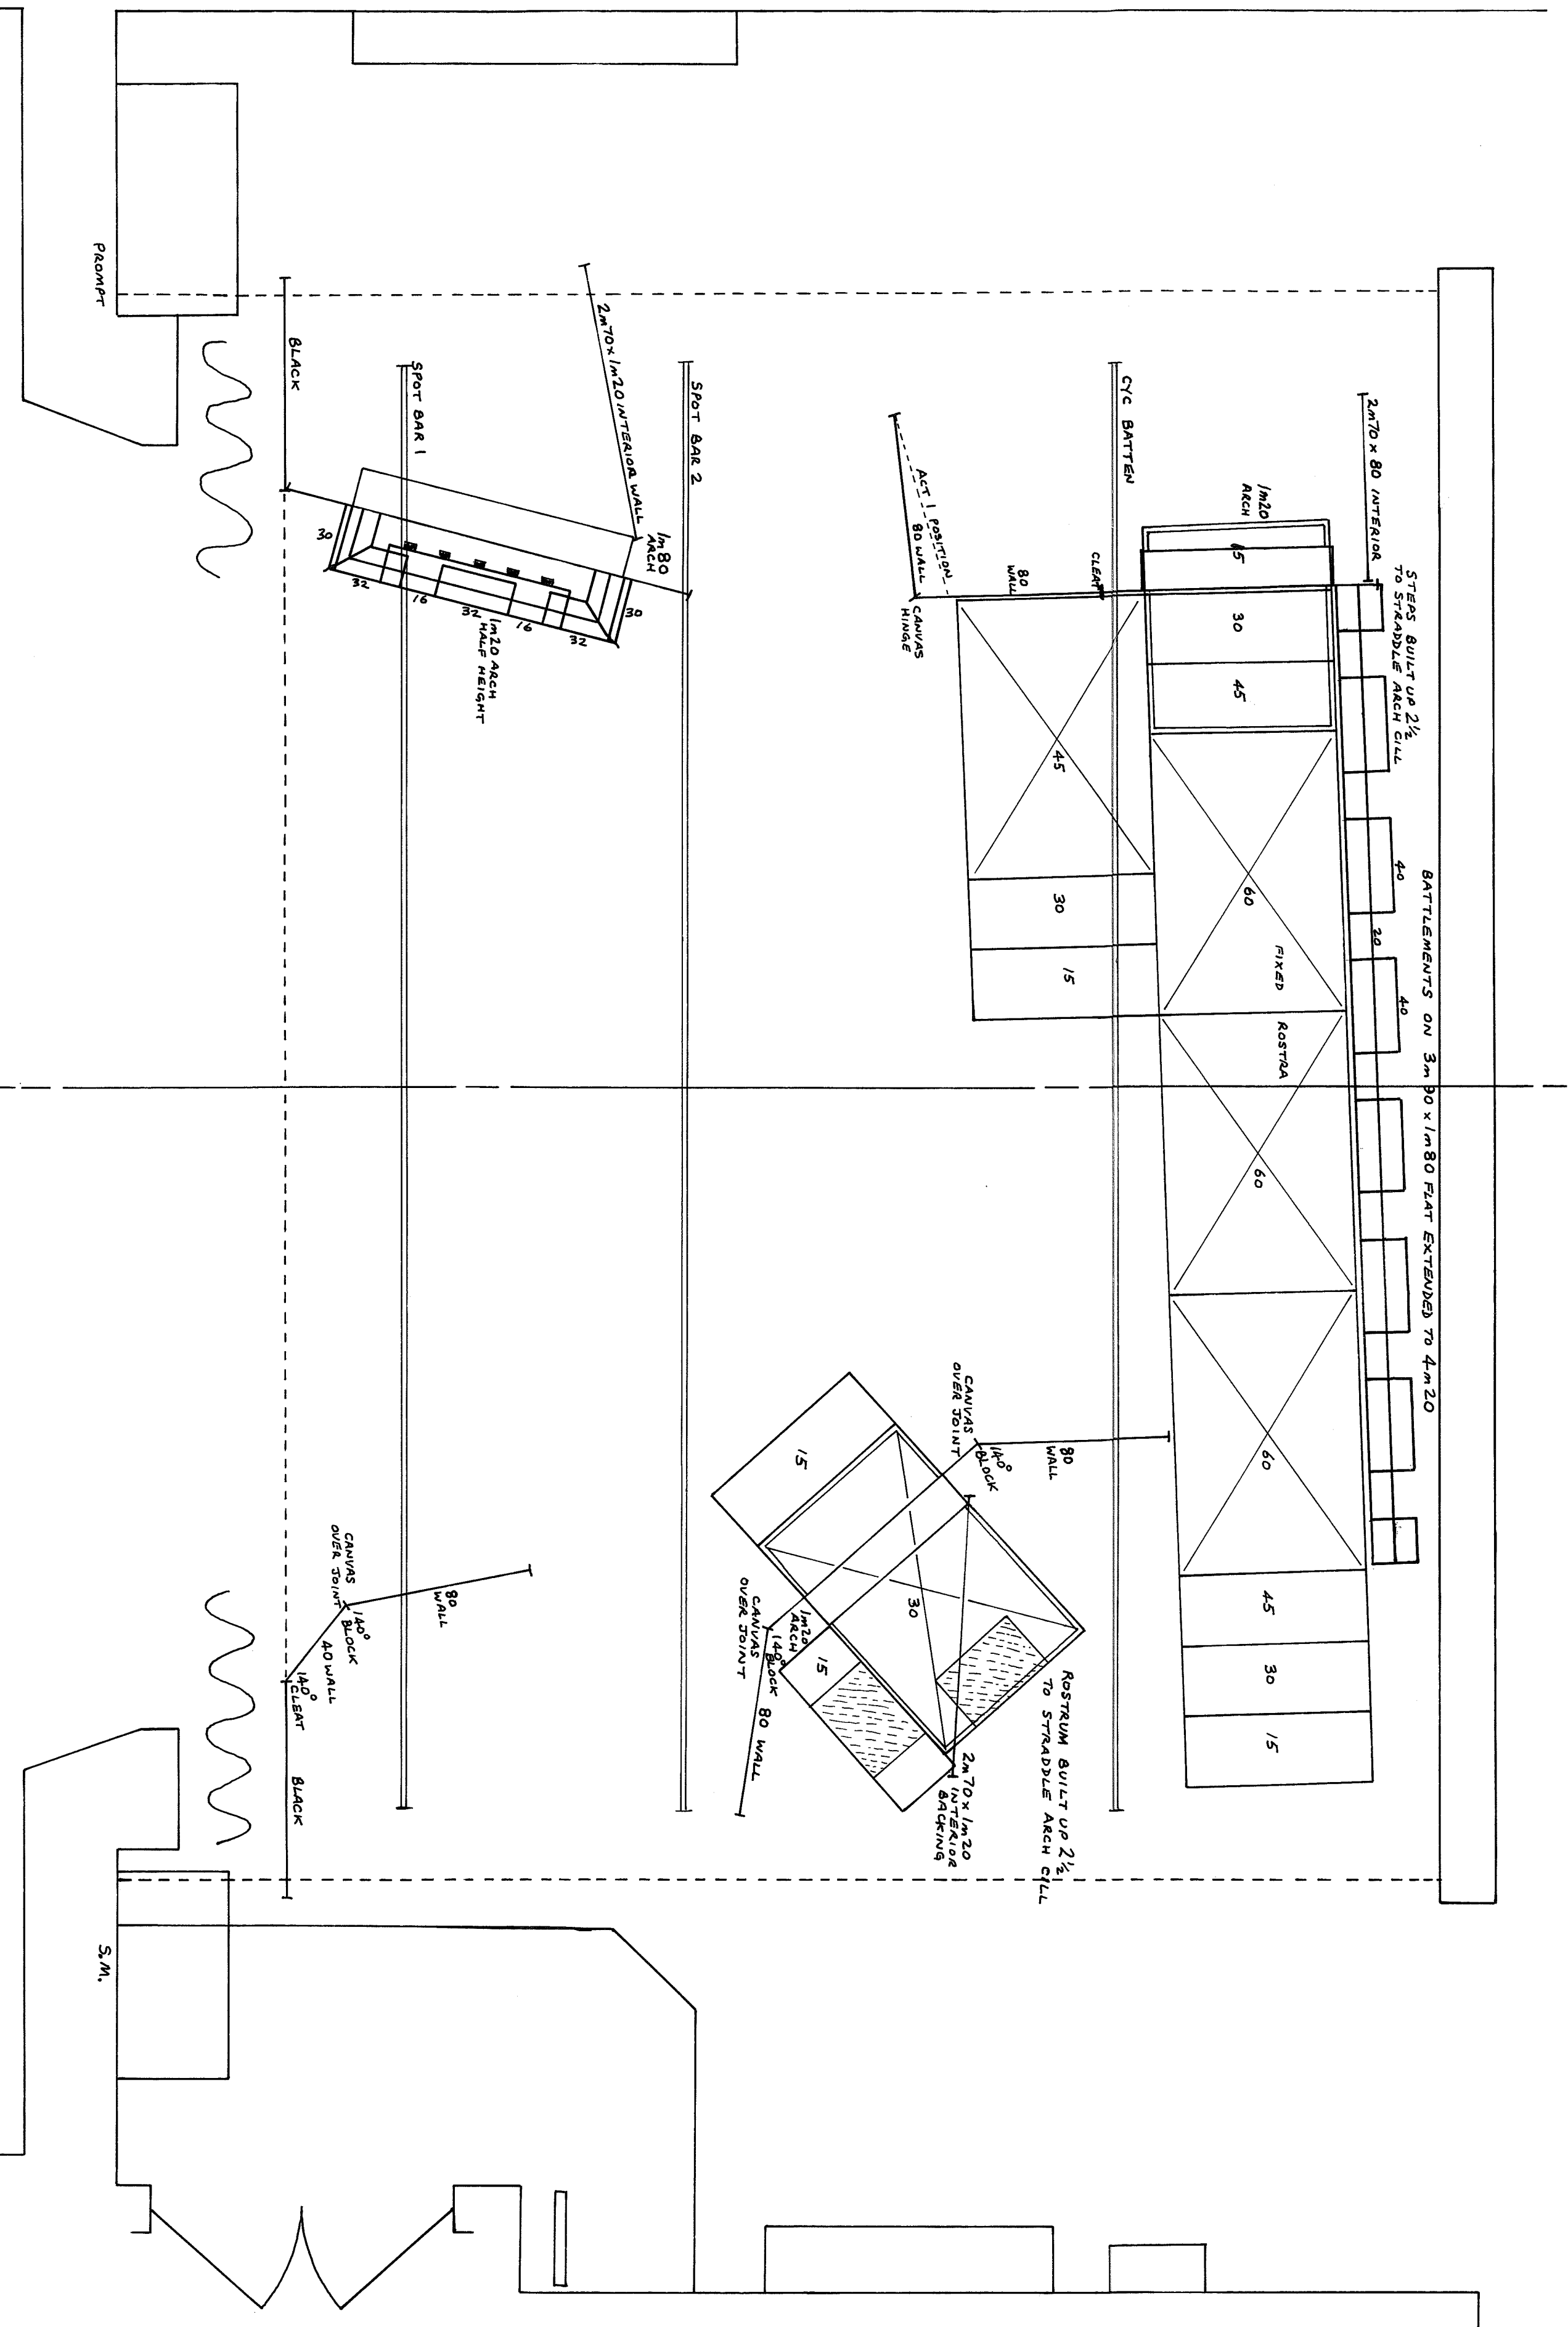 PROMPT
BLACK
SPOT BAR 1
2m70x1m20 INTERIOR WALL
SPOT BAR 2
1m80
ARCH
30
32
16
32
16
32
30
1m20 ARCH
HALF HEIGHT
ACT 1 POSITION
80 WALL
CANVAS
HINGE
80
WALL
CLEAT
CYC BATTEN
1m20
ARCH
2m70 x 80 INTERIOR
STEPS BUILT UP 2½
TO STRADDLE ARCH CILL
15
30
45
45
30
15
60
FIXED
ROSTRA
60
60
45
30
15
40
20
40
BATTLEMENTS ON 3m90 x 1m80 FLAT EXTENDED TO 4m20
CANVAS
OVER JOINT
140°
BLOCK
80
WALL
15
30
15
1m20
ARCH
140°
BLOCK
CANVAS
OVER JOINT
80 WALL
2m70x1m20
INTERIOR
BACKING
ROSTRUM BUILT UP 2½
TO STRADDLE ARCH CILL
CANVAS
OVER JOINT
140°
BLOCK
80
WALL
40 WALL
140°
CLEAT
BLACK
S.M.